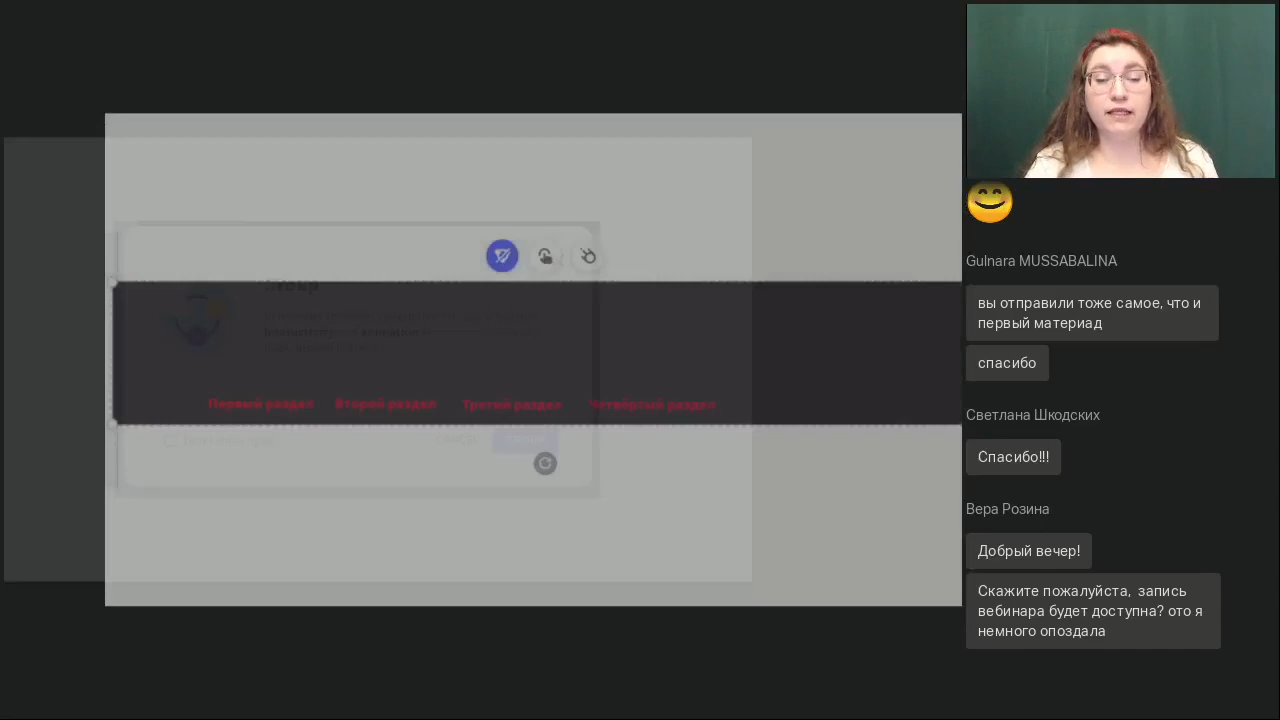 Первый раздел
Второй раздел
Третий раздел
Четвёртый раздел
Gulnara MUSSABALINA
вы отправили тоже самое, что и
первый материад
спасибо
Светлана Шкодских
Спасибо!!!
Вера Розина
Добрый вечер!
Скажите пожалуйста, запись
вебинара будет доступна? ото я
немного опоздала